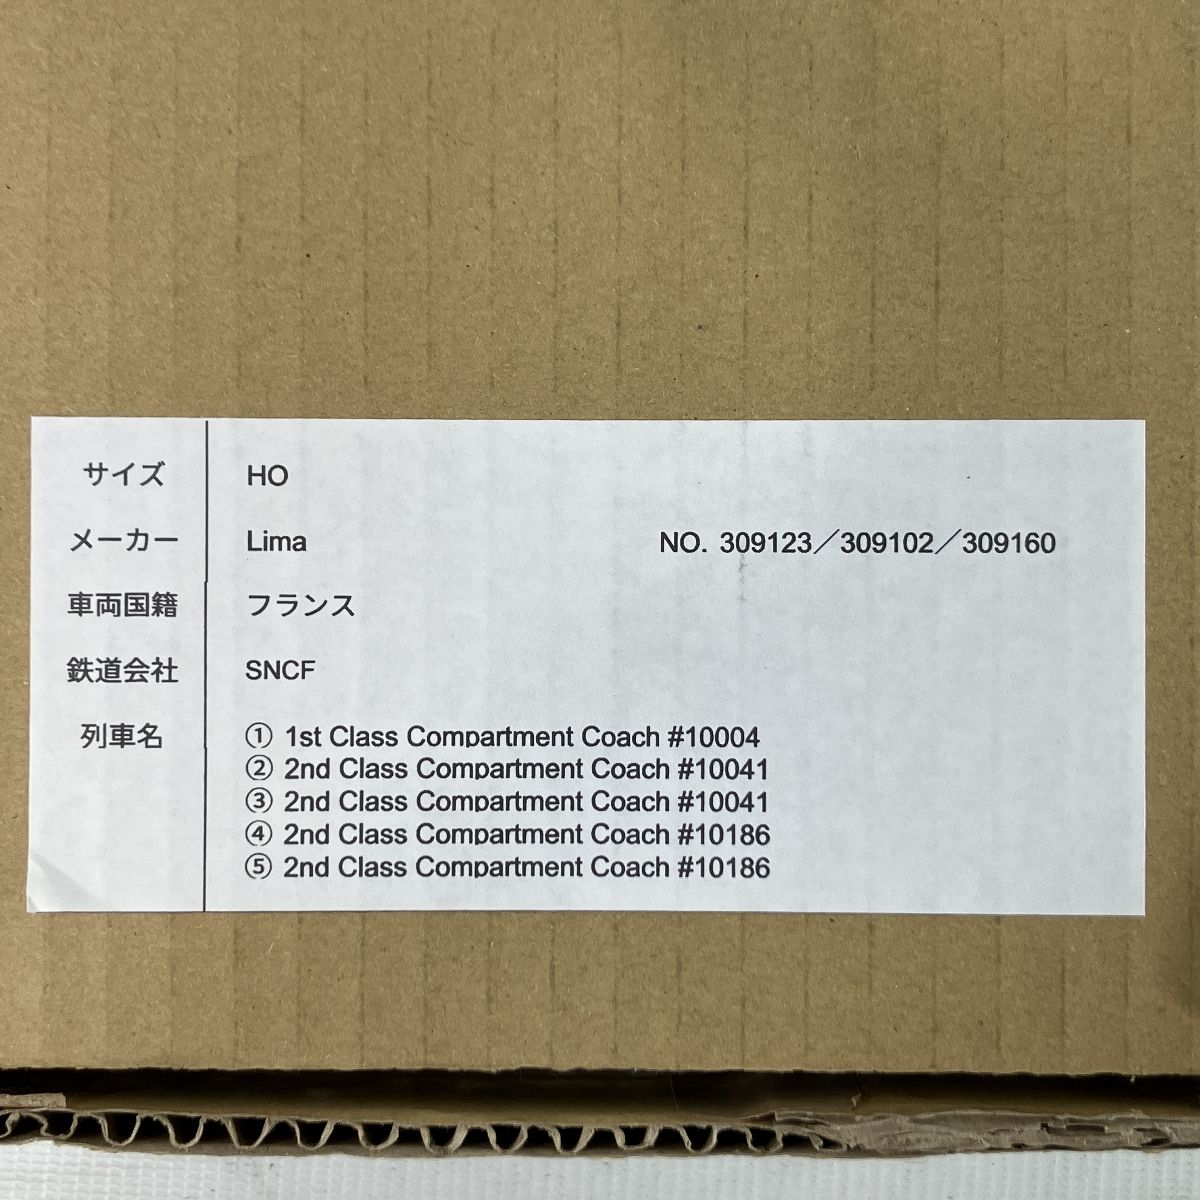 サイズ HO
メーカー Lima NO. 309123／309102／309160
車両国籍 フランス
鉄道会社 SNCF
列車名 ① 1st Class Compartment Coach #10004
② 2nd Class Compartment Coach #10041
③ 2nd Class Compartment Coach #10041
④ 2nd Class Compartment Coach #10186
⑤ 2nd Class Compartment Coach #10186